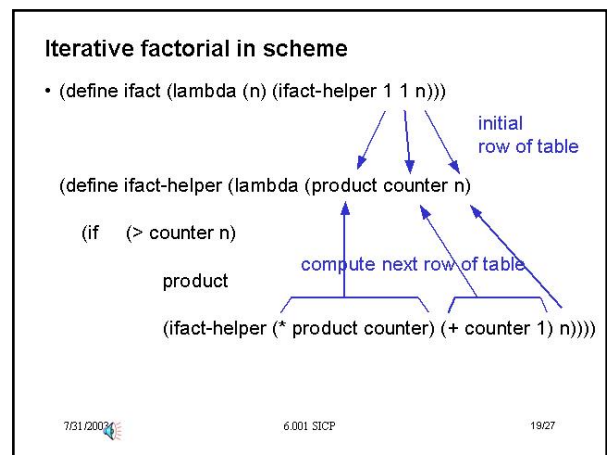 Iterative factorial in scheme
• (define ifact (lambda (n) (ifact-helper 1 1 n)))
initial
row of table
(define ifact-helper (lambda (product counter n)
(if (> counter n)
compute next row of table
product
(ifact-helper (* product counter) (+ counter 1) n))))
7/31/2003 6.001 SICP 19/27